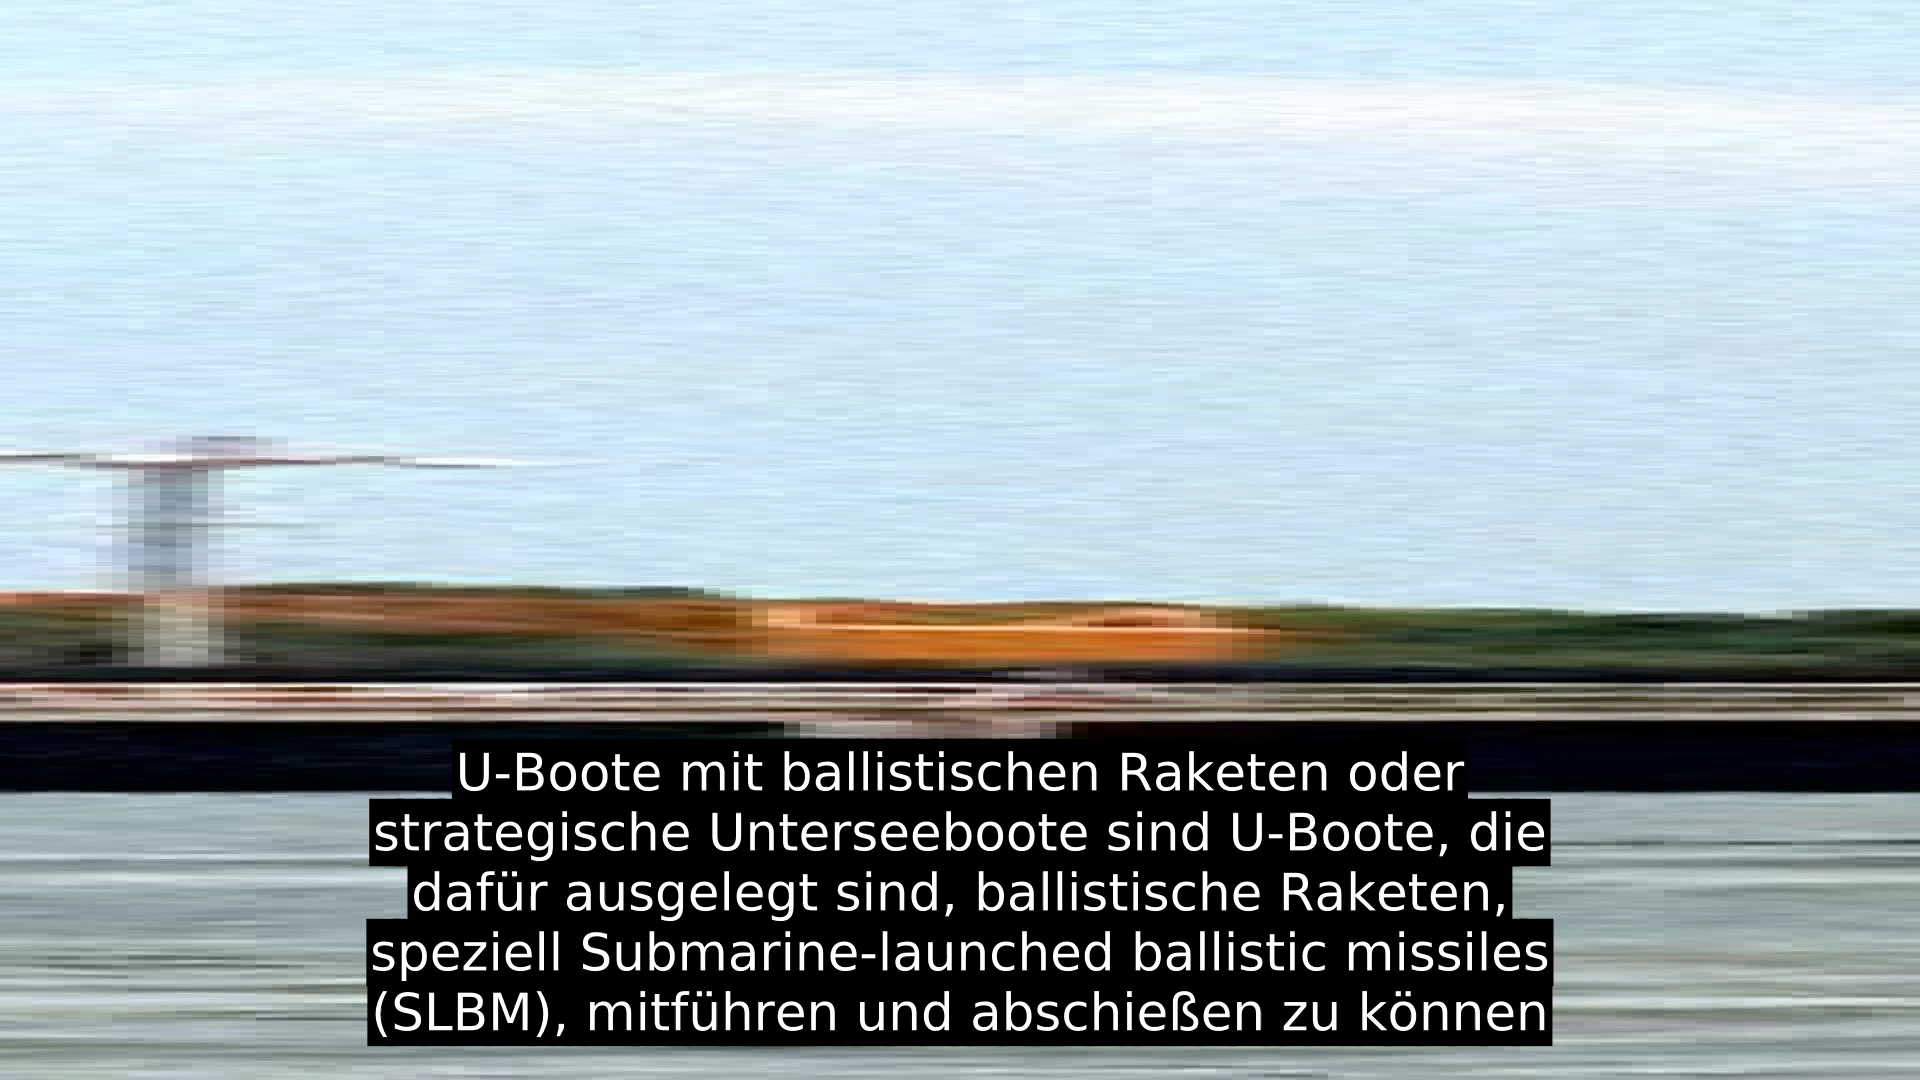 U-Boote mit ballistischen Raketen oder
strategische Unterseeboote sind U-Boote, die
dafür ausgelegt sind, ballistische Raketen,
speziell Submarine-launched ballistic missiles
(SLBM), mitführen und abschießen zu können